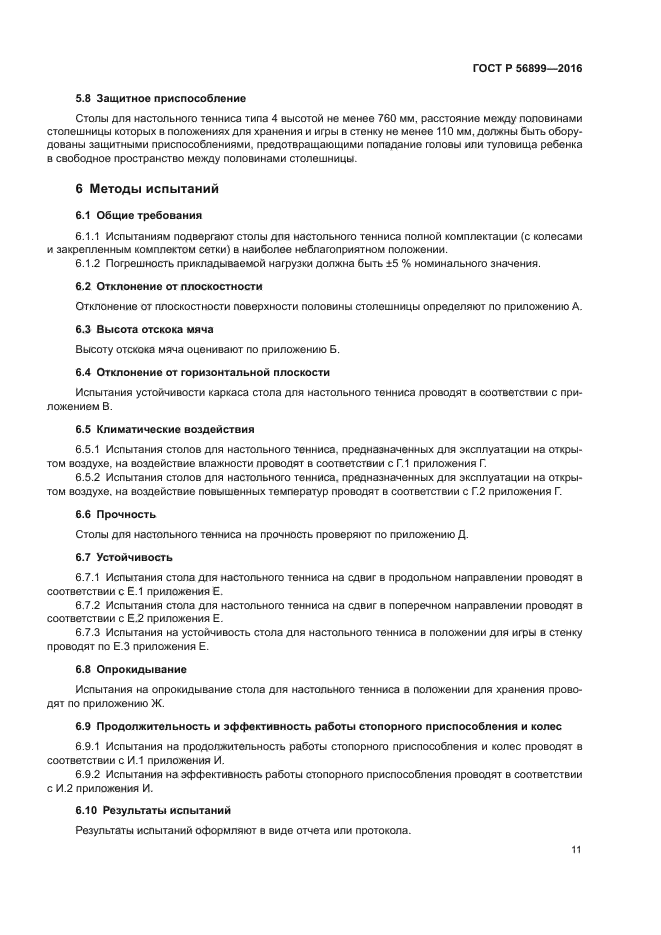 ГОСТ Р 56899—2016
5.8 Защитное приспособление
Столы для настольного тенниса типа 4 высотой не менее 760 мм, расстояние между половинами
столешницы которых в положениях для хранения и игры в стенку не менее 110 мм, должны быть обору-
дованы защитными приспособлениями, предотвращающими попадание головы или туловища ребенка
в свободное пространство между половинами столешницы.
6 Методы испытаний
6.1 Общие требования
6.1.1 Испытаниям подвергают столы для настольного тенниса полной комплектации (с колесами
и закрепленным комплектом сетки) в наиболее неблагоприятном положении.
6.1.2 Погрешность прикладываемой нагрузки должна быть ±5 % номинального значения.
6.2 Отклонение от плоскостности
Отклонение от плоскостности поверхности половины столешницы определяют по приложению А.
6.3 Высота отскока мяча
Высоту отскока мяча оценивают по приложению Б.
6.4 Отклонение от горизонтальной плоскости
Испытания устойчивости каркаса стола для настольного тенниса проводят в соответствии с при-
ложением В.
6.5 Климатические воздействия
6.5.1 Испытания столов для настольного тенниса, предназначенных для эксплуатации на откры-
том воздухе, на воздействие влажности проводят в соответствии с Г.1 приложения Г.
6.5.2 Испытания столов для настольного тенниса, предназначенных для эксплуатации на откры-
том воздухе, на воздействие повышенных температур проводят в соответствии с Г.2 приложения Г.
6.6 Прочность
Столы для настольного тенниса на прочность проверяют по приложению Д.
6.7 Устойчивость
6.7.1 Испытания стола для настольного тенниса на сдвиг в продольном направлении проводят в
соответствии с Е.1 приложения Е.
6.7.2 Испытания стола для настольного тенниса на сдвиг в поперечном направлении проводят в
соответствии с Е.2 приложения Е.
6.7.3 Испытания на устойчивость стола для настольного тенниса в положении для игры в стенку
проводят по Е.3 приложения Е.
6.8 Опрокидывание
Испытания на опрокидывание стола для настольного тенниса в положении для хранения прово-
дят по приложению Ж.
6.9 Продолжительность и эффективность работы стопорного приспособления и колес
6.9.1 Испытания на продолжительность работы стопорного приспособления и колес проводят в
соответствии с И.1 приложения И.
6.9.2 Испытания на эффективность работы стопорного приспособления проводят в соответствии
с И.2 приложения И.
6.10 Результаты испытаний
Результаты испытаний оформляют в виде отчета или протокола.
11